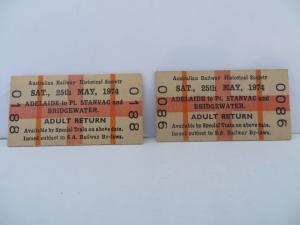 0188
Australian Railway Historical Society
SAT., 25th MAY, 1974
ADELAIDE to Pt. STANVAC and
BRIDGEWATER.
ADULT RETURN
Available by Special Train on above date.
Issued subject to S.A. Railway By-laws.
0188
0086
Australian Railway Historical Society
SAT., 25th MAY, 1974
ADELAIDE to Pt. STANVAC and
BRIDGEWATER.
ADULT RETURN
Available by Special Train on above date.
Issued subject to S.A. Railway By-laws.
0086